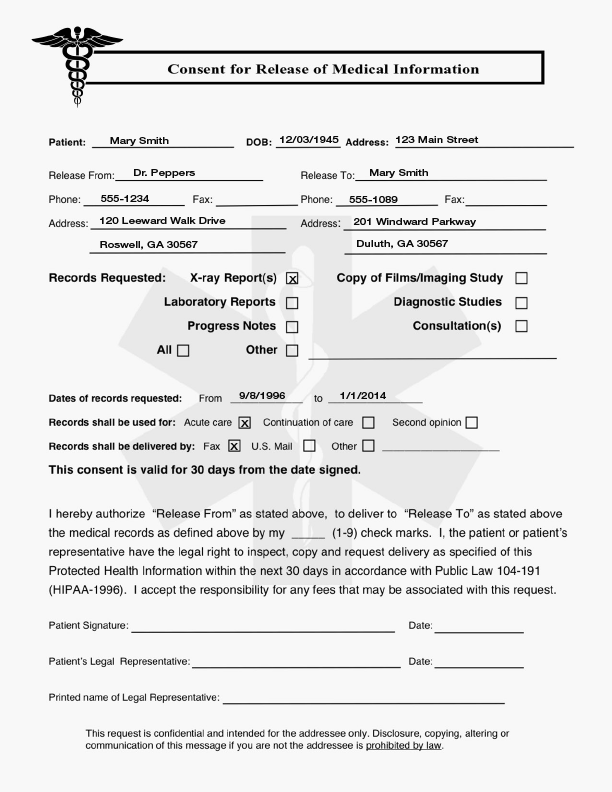 Consent for Release of Medical Information
Patient: Mary Smith DOB: 12/03/1945 Address: 123 Main Street
Release From: Dr. Peppers Release To: Mary Smith
Phone: 555-1234 Fax: Phone: 555-1089 Fax:
Address: 120 Leeward Walk Drive Address: 201 Windward Parkway
Roswell, GA 30567 Duluth, GA 30567
Records Requested: X-ray Report(s) x Copy of Films/Imaging Study
Laboratory Reports Diagnostic Studies
Progress Notes Consultation(s)
All Other
Dates of records requested: From 9/8/1996 to 1/1/2014
Records shall be used for: Acute care x Continuation of care Second opinion
Records shall be delivered by: Fax x U.S. Mail Other
This consent is valid for 30 days from the date signed.
I hereby authorize “Release From” as stated above, to deliver to “Release To” as stated above
the medical records as defined above by my _____ (1-9) check marks. I, the patient or patient’s
representative have the legal right to inspect, copy and request delivery as specified of this
Protected Health Information within the next 30 days in accordance with Public Law 104-191
(HIPAA-1996). I accept the responsibility for any fees that may be associated with this request.
Patient Signature: Date:
Patient’s Legal Representative: Date:
Printed name of Legal Representative:
This request is confidential and intended for the addressee only. Disclosure, copying, altering or
communication of this message if you are not the addressee is prohibited by law.